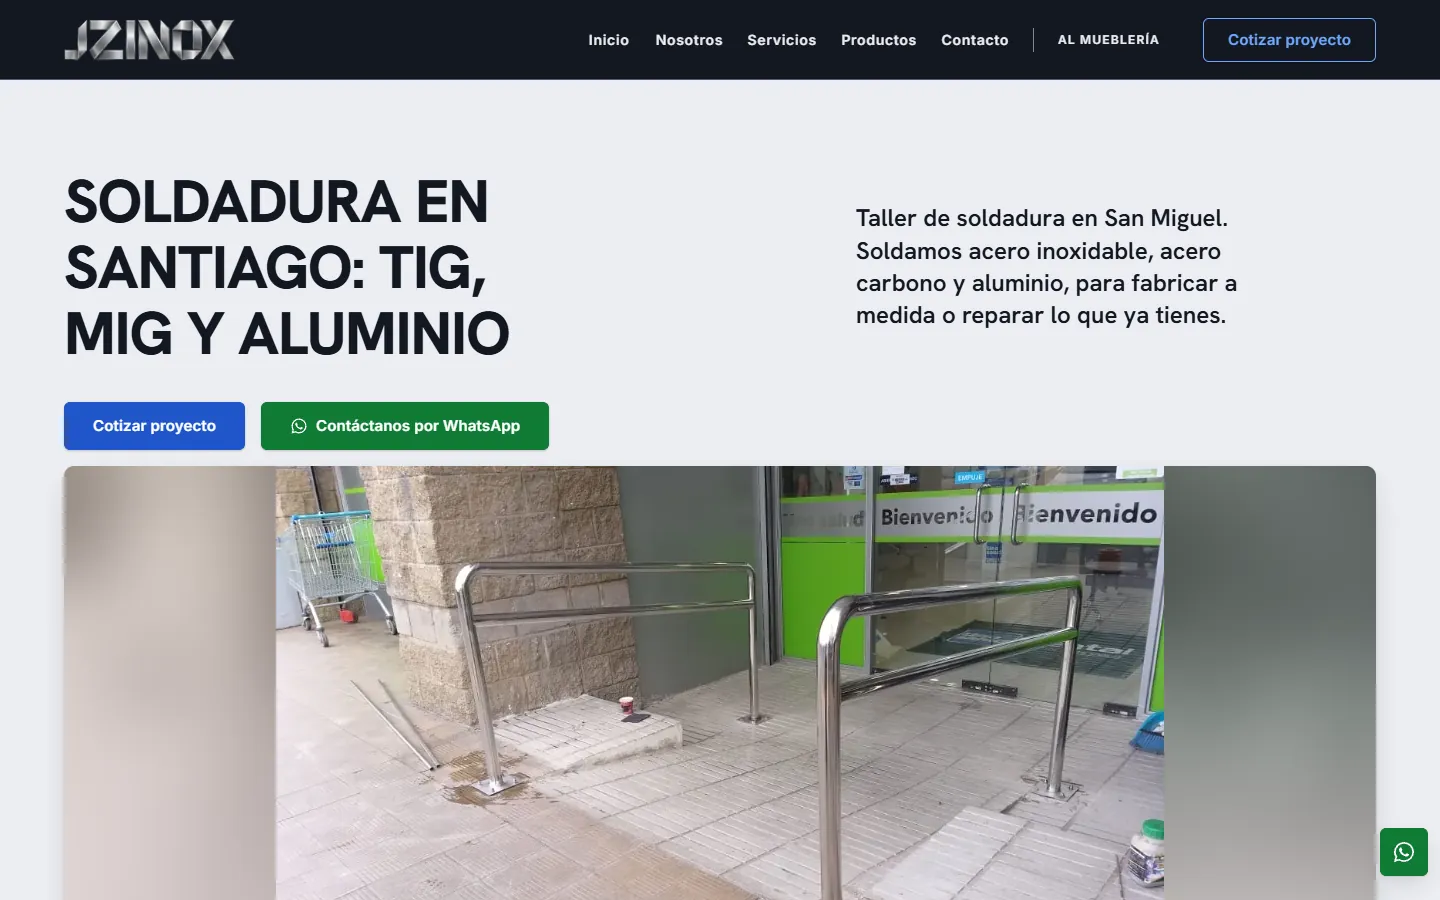 JZINOX
Inicio
Nosotros
Servicios
Productos
Contacto
AL MUEBLERÍA
Cotizar proyecto
SOLDADURA EN
SANTIAGO: TIG,
MIG Y ALUMINIO
Taller de soldadura en San Miguel.
Soldamos acero inoxidable, acero
carbono y aluminio, para fabricar a
medida o reparar lo que ya tienes.
Cotizar proyecto
Contáctanos por WhatsApp
EMPUJE
Bienvenido
Bienvenido